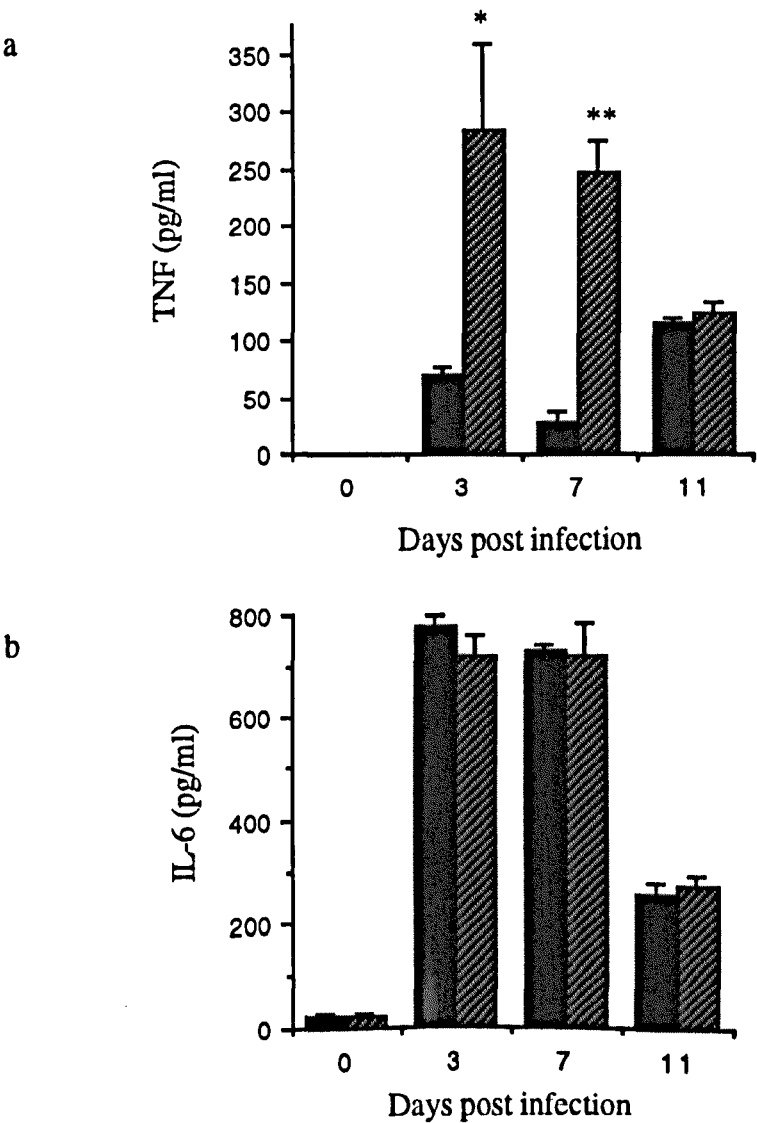 a
*
**
350
300
250
200
150
100
50
0
TNF (pg/ml)
0 3 7 11
Days post infection
b
800
600
400
200
0
IL-6 (pg/ml)
0 3 7 11
Days post infection